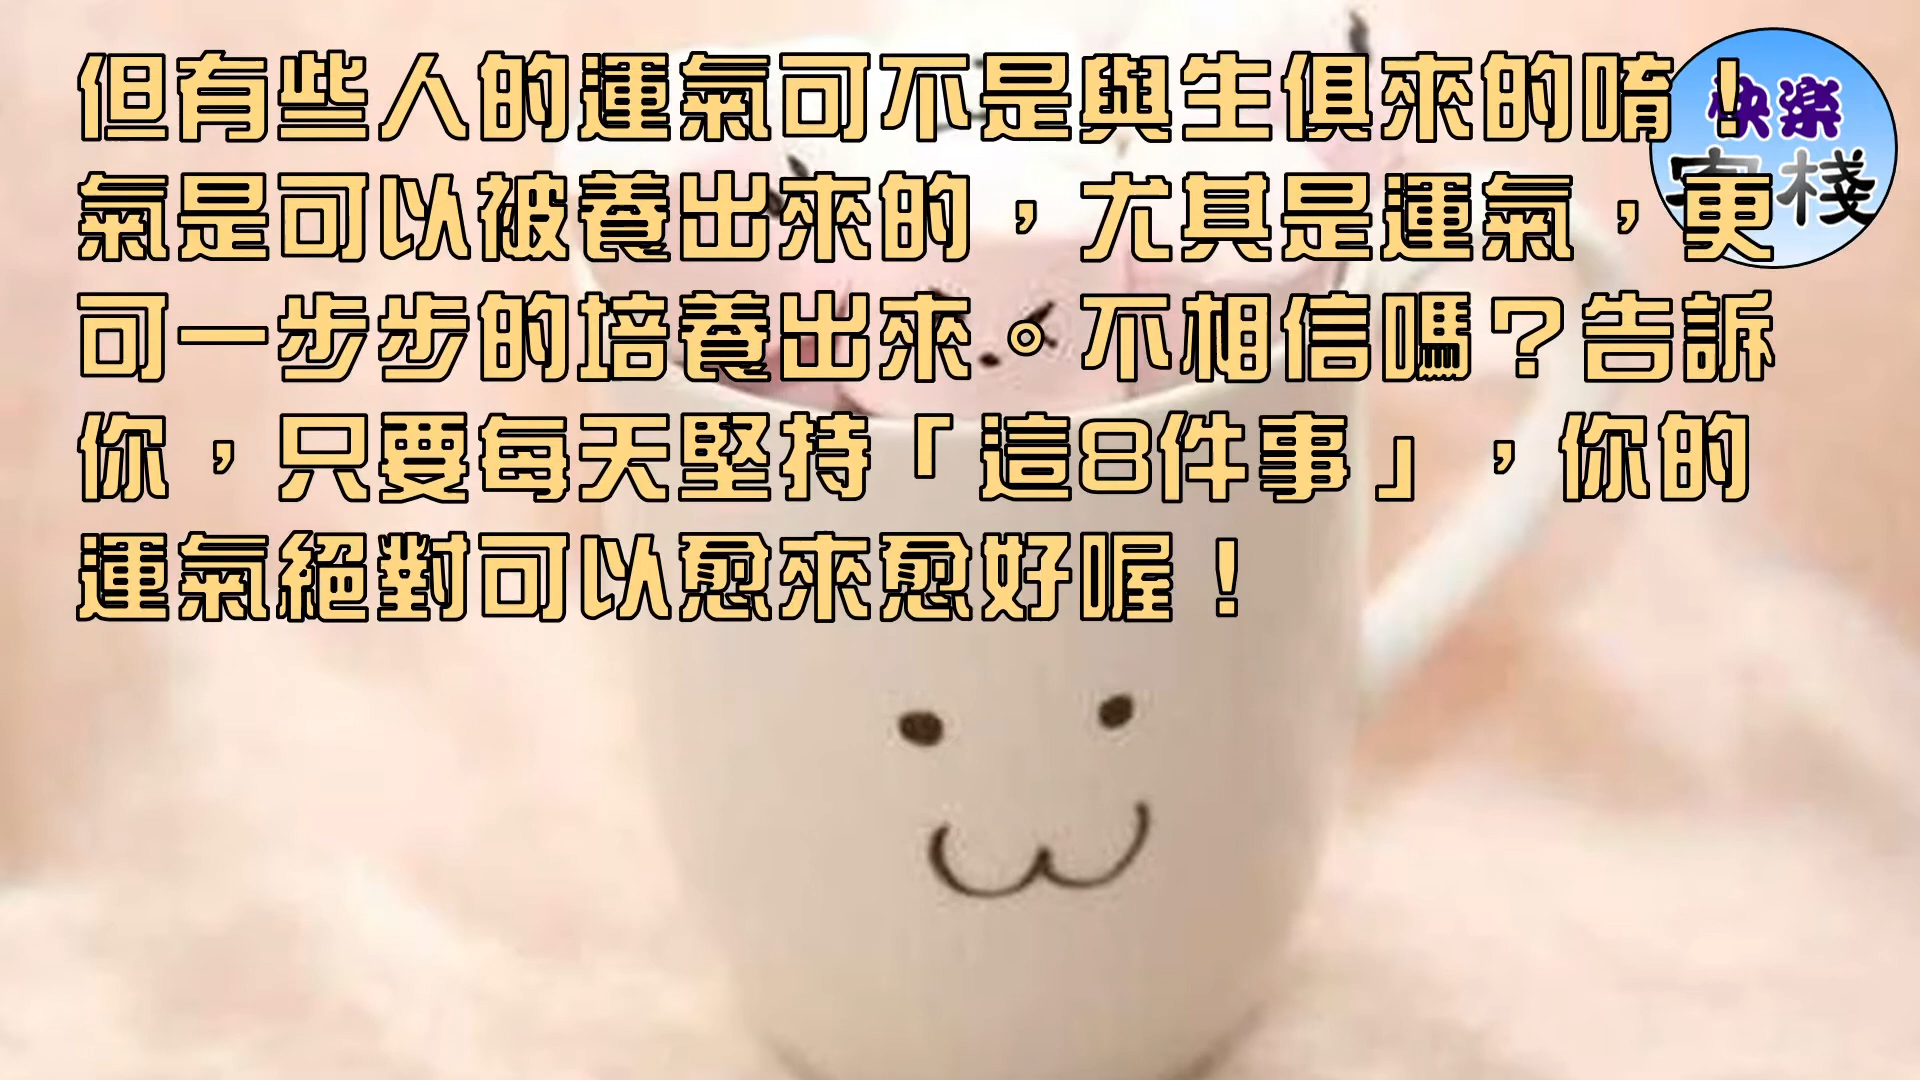 但有些人的運氣可不是與生俱來的唷！
氣是可以被養出來的，尤其是運氣，更
可一步步的培養出來。不相信嗎？告訴
你，只要每天堅持「這8件事」，你的
運氣絕對可以愈來愈好喔！
快樂
客棧